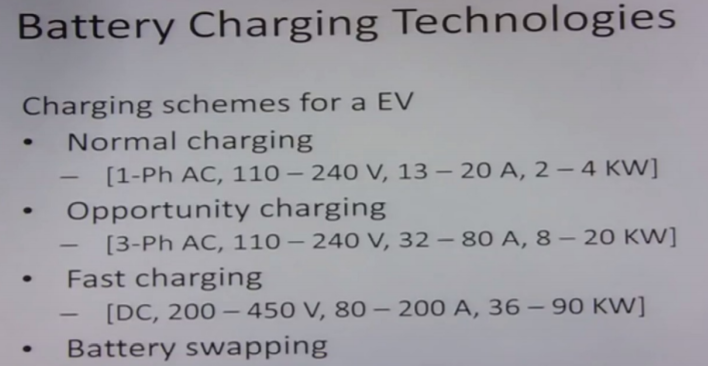 Battery Charging Technologies
Charging schemes for a EV
• Normal charging
– [1-Ph AC, 110 – 240 V, 13 – 20 A, 2 – 4 KW]
• Opportunity charging
– [3-Ph AC, 110 – 240 V, 32 – 80 A, 8 – 20 KW]
• Fast charging
– [DC, 200 – 450 V, 80 – 200 A, 36 – 90 KW]
• Battery swapping